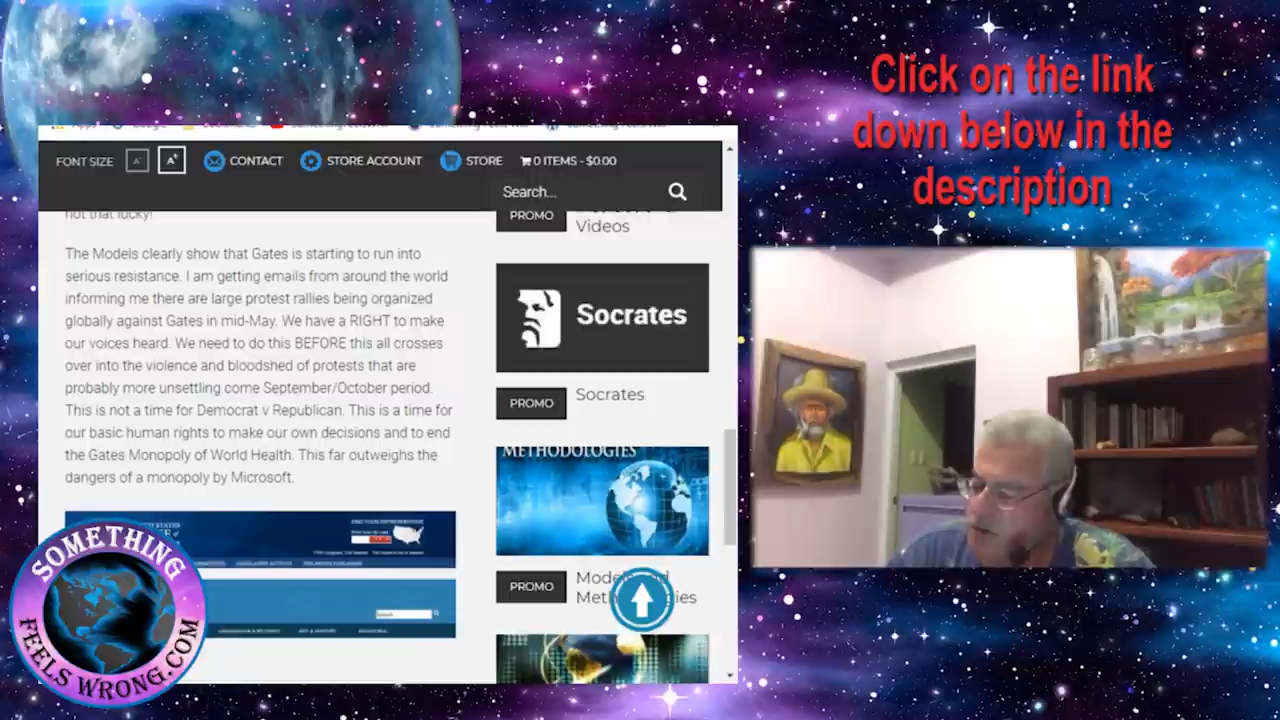 Click on the link
down below in the
description
FONT SIZE A- A+ CONTACT STORE ACCOUNT STORE 0 ITEMS - $0.00
Search...
not that lucky!
The Models clearly show that Gates is starting to run into
serious resistance. I am getting emails from around the world
informing me there are large protest rallies being organized
globally against Gates in mid-May. We have a RIGHT to make
our voices heard. We need to do this BEFORE this all crosses
over into the violence and bloodshed of protests that are
probably more unsettling come September/October period.
This is not a time for Democrat v Republican. This is a time for
our basic human rights to make our own decisions and to end
the Gates Monopoly of World Health. This far outweighs the
dangers of a monopoly by Microsoft.
PROMO
Videos
Socrates
PROMO Socrates
METHODOLOGIES
PROMO
SOMETHING
FEELS WRONG.COM